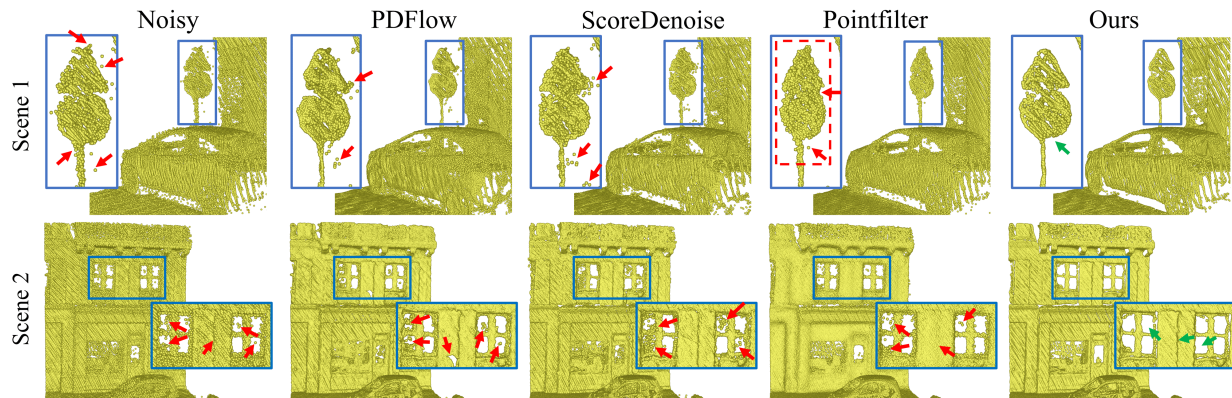 Noisy
PDFlow
ScoreDenoise
Pointfilter
Ours
Scene 1
Scene 2